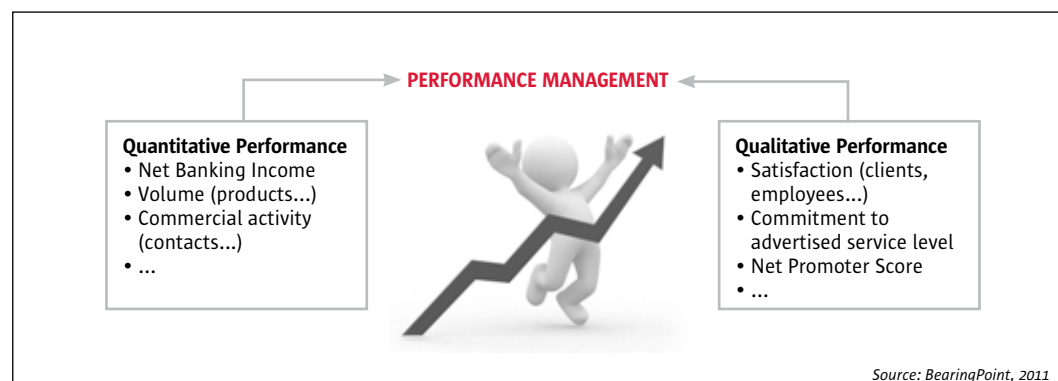 PERFORMANCE MANAGEMENT
Quantitative Performance
• Net Banking Income
• Volume (products...)
• Commercial activity
(contacts...)
• ...
Qualitative Performance
• Satisfaction (clients,
employees...)
• Commitment to
advertised service level
• Net Promoter Score
• ...
Source: BearingPoint, 2011